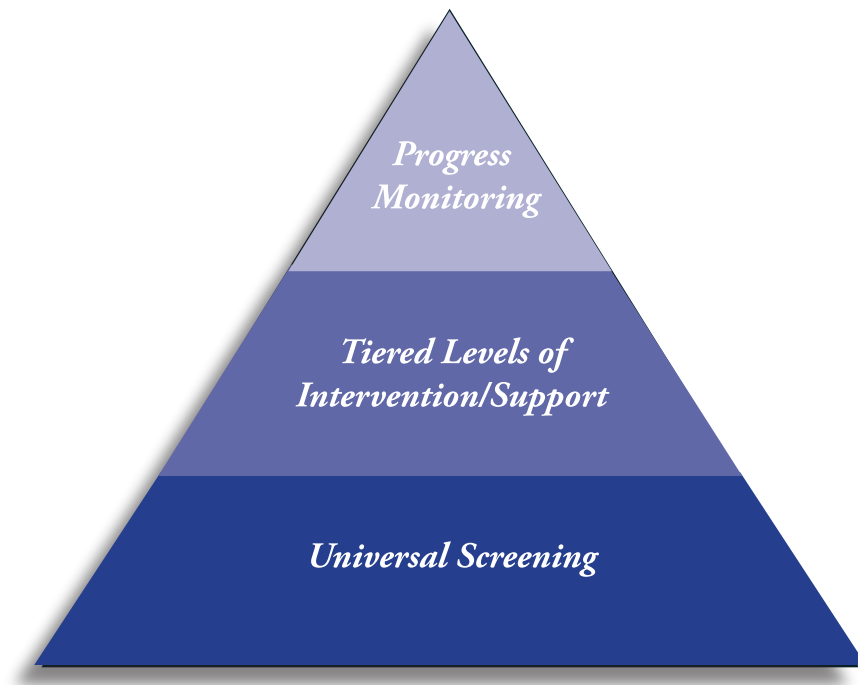 Progress
Monitoring
Tiered Levels of
Intervention/Support
Universal Screening